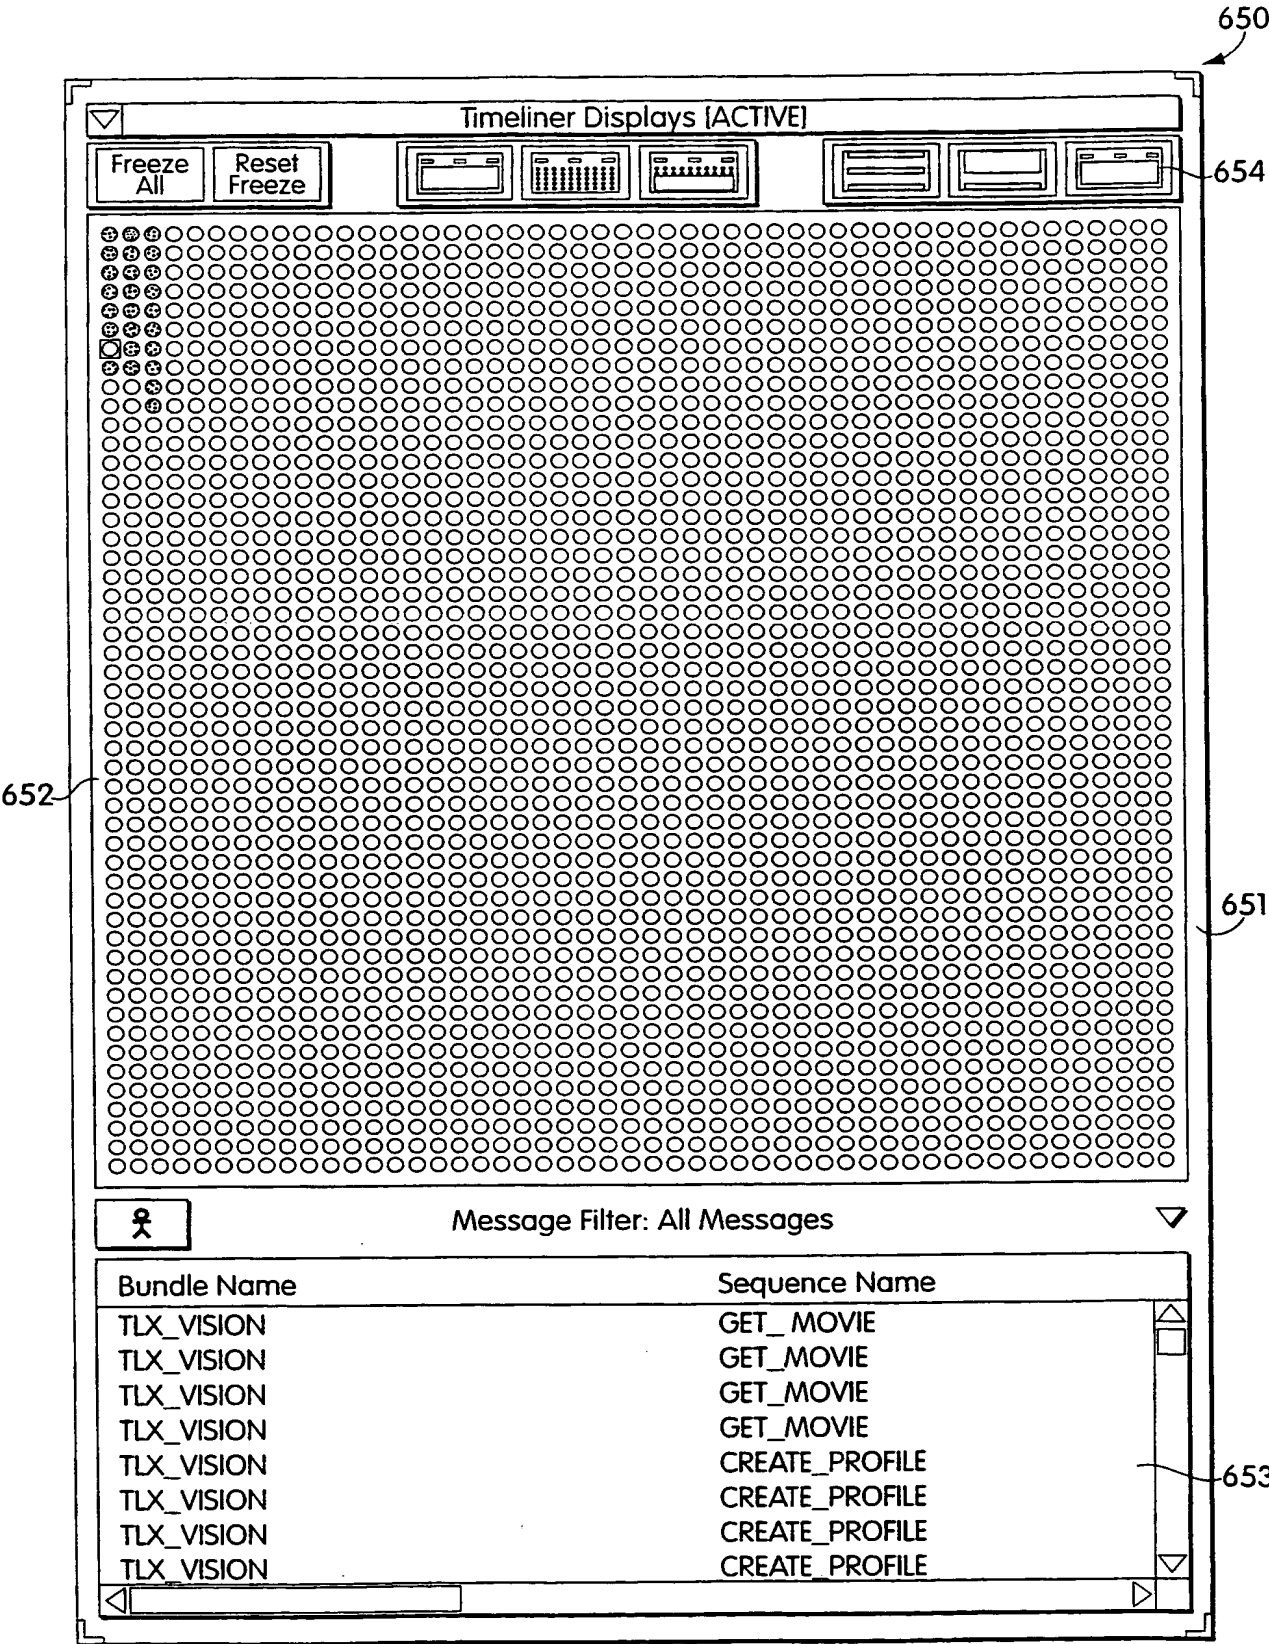 650
Timeliner Displays [ACTIVE]
Freeze All
Reset Freeze
654
652
651
Message Filter: All Messages
Bundle Name Sequence Name
TLX_VISION GET_ MOVIE
TLX_VISION GET_MOVIE
TLX_VISION GET_MOVIE
TLX_VISION GET_MOVIE
TLX_VISION CREATE_PROFILE
653
TLX_VISION CREATE_PROFILE
TLX_VISION CREATE_PROFILE
TLX_VISION CREATE_PROFILE